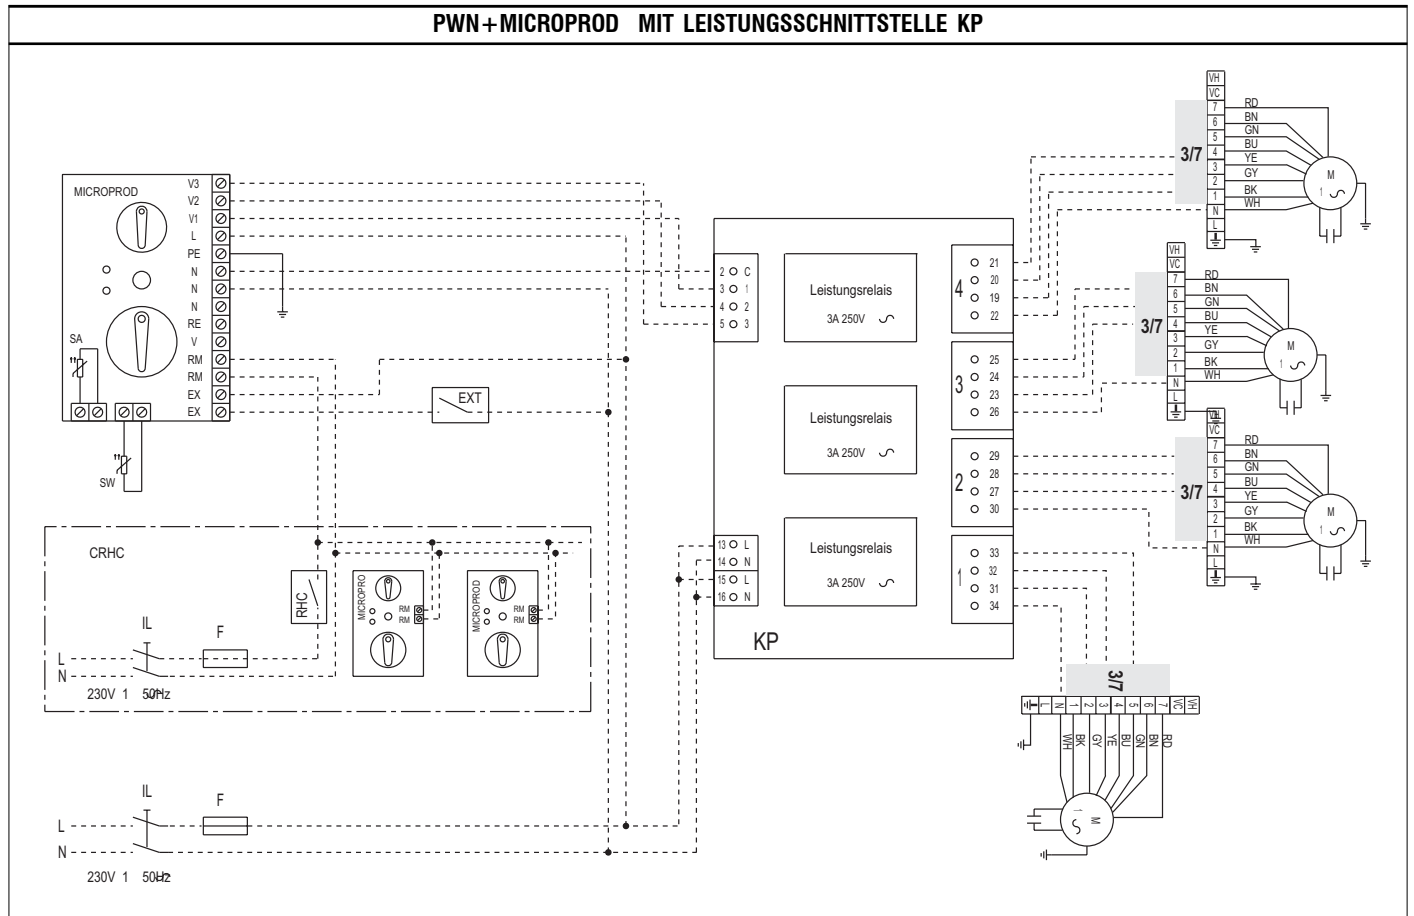 PWN+MICROPROD MIT LEISTUNGSSCHNITTSTELLE KP
MICROPROD
V3
V2
V1
L
PE
N
N
N
RE
V
RM
RM
EX
EX
SA
SW
EXT
CRHC
RHC
MICROPRO
RM
RM
MICROPROD
RM
RM
IL
F
L
N
230V 1 50Hz
IL
F
L
N
230V 1 50Hz
2 C
3 1
4 2
5 3
13 L
14 N
15 L
16 N
KP
Leistungsrelais
3A 250V
Leistungsrelais
3A 250V
Leistungsrelais
3A 250V
4
21
20
19
22
3
25
24
23
26
2
29
28
27
30
1
33
32
31
34
3/7
VH
VC
7 RD
6 BN
5 GN
4 BU
3 YE
2 GY
1 BK
N WH
L
M
1
3/7
VH
VC
7 RD
6 BN
5 GN
4 BU
3 YE
2 GY
1 BK
N WH
L
M
1
3/7
VH
VC
7 RD
6 BN
5 GN
4 BU
3 YE
2 GY
1 BK
N WH
L
M
1
3/7
L N 1 2 3 4 5 6 7 VC VH
WH BK GY YE BU GN BN RD
M
1